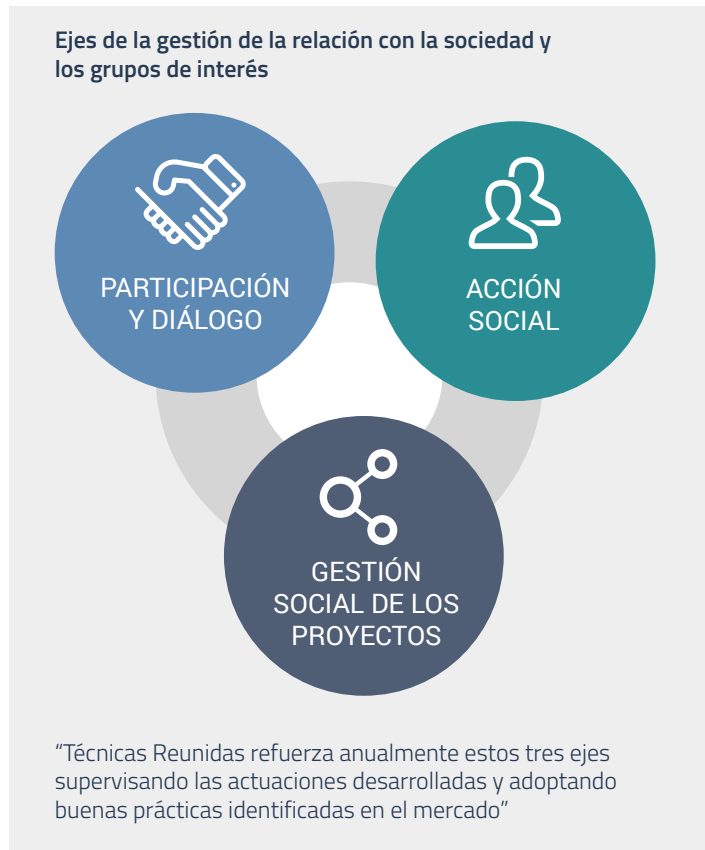 Ejes de la gestión de la relación con la sociedad y
los grupos de interés
PARTICIPACIÓN
Y DIÁLOGO
ACCIÓN
SOCIAL
GESTIÓN
SOCIAL DE LOS
PROYECTOS
“Técnicas Reunidas refuerza anualmente estos tres ejes
supervisando las actuaciones desarrolladas y adoptando
buenas prácticas identificadas en el mercado”